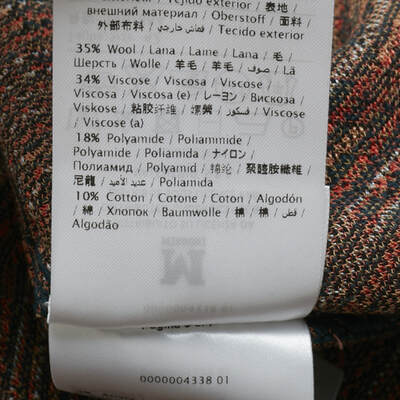 Tejido exterior / 表地 /
внешний материал / Oberstoff / 面料 /
外部布料 / قماش خارجي / Tecido exterior
35% Wool / Lana / Laine / Lana / 毛 /
Шерсть / Wolle / 羊毛 / 羊毛 / صوف / Lã
34% Viscose / Viscosa / Viscose /
Viscosa / Viscosa (e) / レーヨン / Вискоза /
Viskose / 粘胶纤维 / 嫘縈 / فسكوز / Viscose
/ Viscose (a)
18% Polyamide / Poliammide /
Polyamide / Poliamida / ナイロン /
Полиамид / Polyamid / 锦纶 / 聚醯胺纖維 /
尼龍 / عديد الأميد / Poliamida
10% Cotton / Cotone / Coton / Algodón
/ 綿 / Хлопок / Baumwolle / 棉 / 棉 / قطن /
Algodão
M
MISSONI
0000004338 01